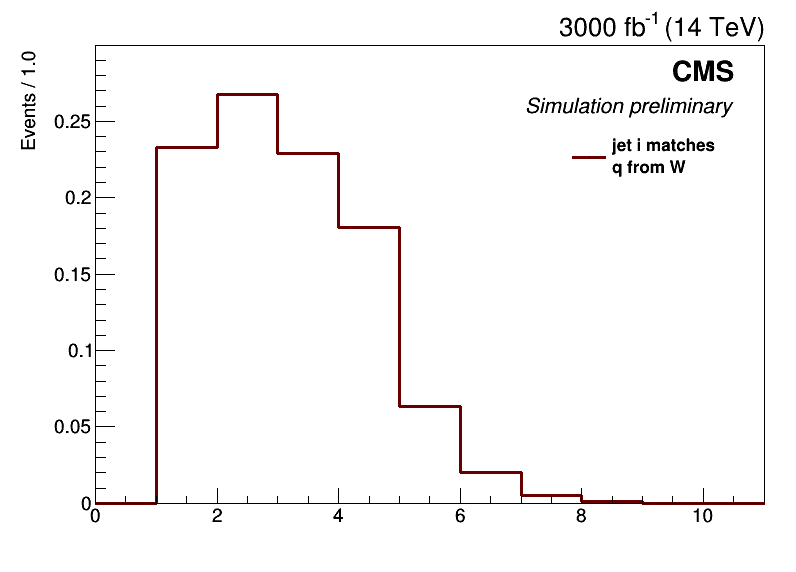 3000 fb-1 (14 TeV)
Events / 1.0
CMS
Simulation preliminary
jet i matches
q from W
0.25
0.2
0.15
0.1
0.05
0
0 2 4 6 8 10